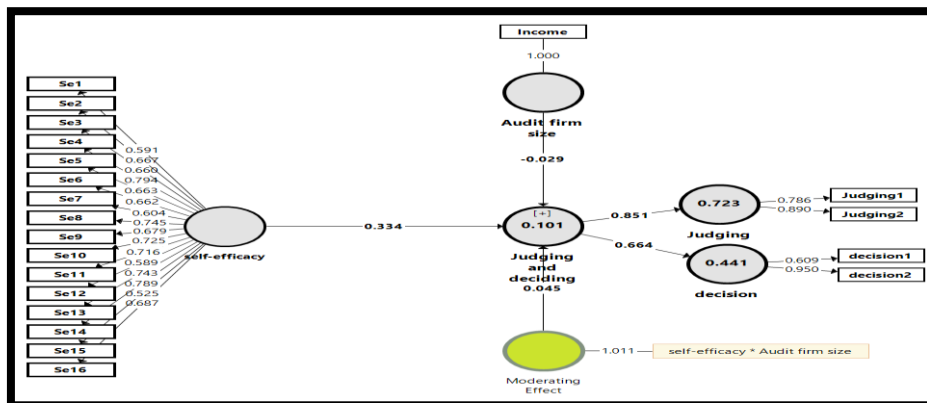 Income
1.000
Audit firm
size
-0.029
Se1
Se2
Se3
Se4
Se5
Se6
Se7
Se8
Se9
Se10
Se11
Se12
Se13
Se14
Se15
Se16
0.591
0.667
0.660
0.794
0.663
0.662
0.604
0.745
0.679
0.725
0.716
0.589
0.743
0.789
0.525
0.687
self-efficacy
0.334
[+]
0.101
Judging
and
deciding
0.045
0.851
0.664
0.723
Judging
0.441
decision
0.786
0.890
Judging1
Judging2
0.609
0.950
decision1
decision2
1.011
self-efficacy * Audit firm size
Moderating
Effect